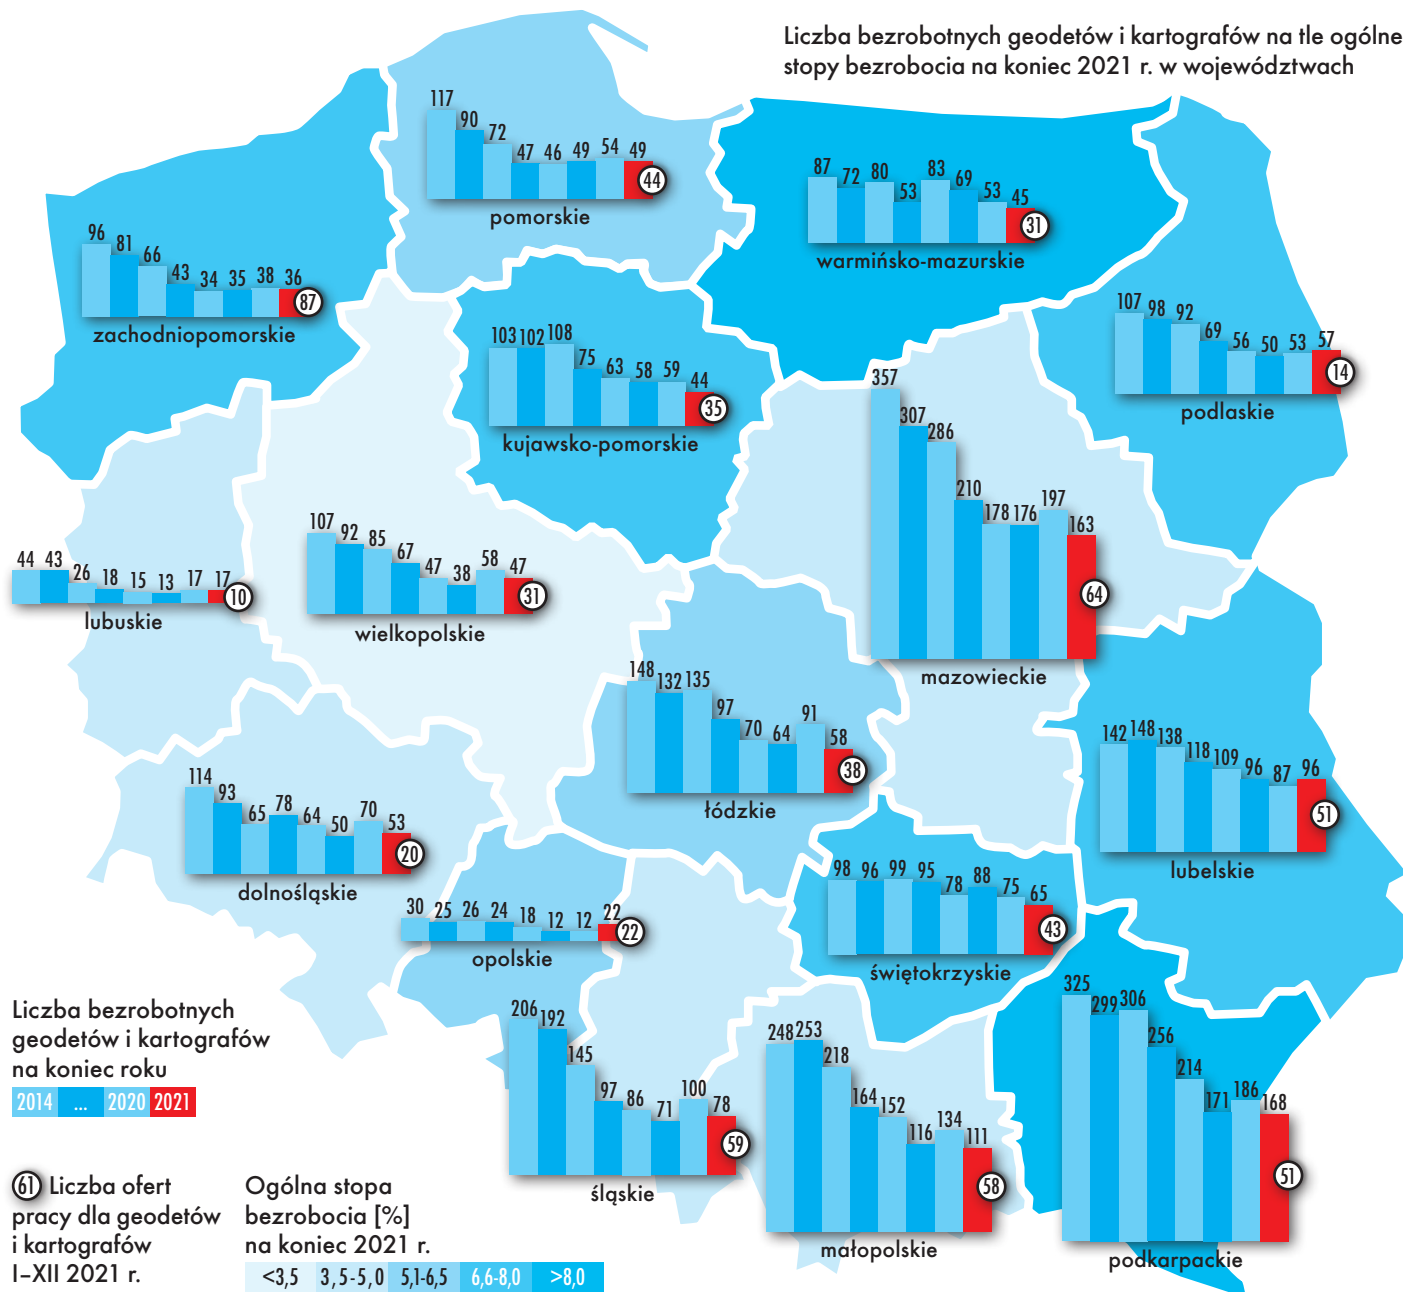 Liczba bezrobotnych geodetów i kartografów na tle ogólne
stopy bezrobocia na koniec 2021 r. w województwach
117 90 72 47 46 49 54 49
44
pomorskie
87 72 80 53 83 69 53 45
31
warmińsko-mazurskie
96 81 66 43 34 35 38 36
87
zachodniopomorskie
107 98 92 69 56 50 53 57
14
podlaskie
103 102 108 75 63 58 59 44
35
kujawsko-pomorskie
357 307 286 210 178 176 197 163
64
mazowieckie
44 43 26 18 15 13 17 17
10
lubuskie
107 92 85 67 47 38 58 47
31
wielkopolskie
148 132 135 97 70 64 91 58
38
łódzkie
142 148 138 118 109 96 87 96
51
lubelskie
114 93 65 78 64 50 70 53
20
dolnośląskie
98 96 99 95 78 88 75 65
43
świętokrzyskie
30 25 26 24 18 12 12 22
22
opolskie
206 192 145 97 86 71 100 78
59
śląskie
248 253 218 164 152 116 134 111
58
małopolskie
325 299 306 256 214 171 186 168
51
podkarpackie
Liczba bezrobotnych
geodetów i kartografów
na koniec roku
2014 ... 2020 2021
61 Liczba ofert
pracy dla geodetów
i kartografów
I–XII 2021 r.
Ogólna stopa
bezrobocia [%]
na koniec 2021 r.
<3,5 3,5-5,0 5,1-6,5 6,6-8,0 >8,0